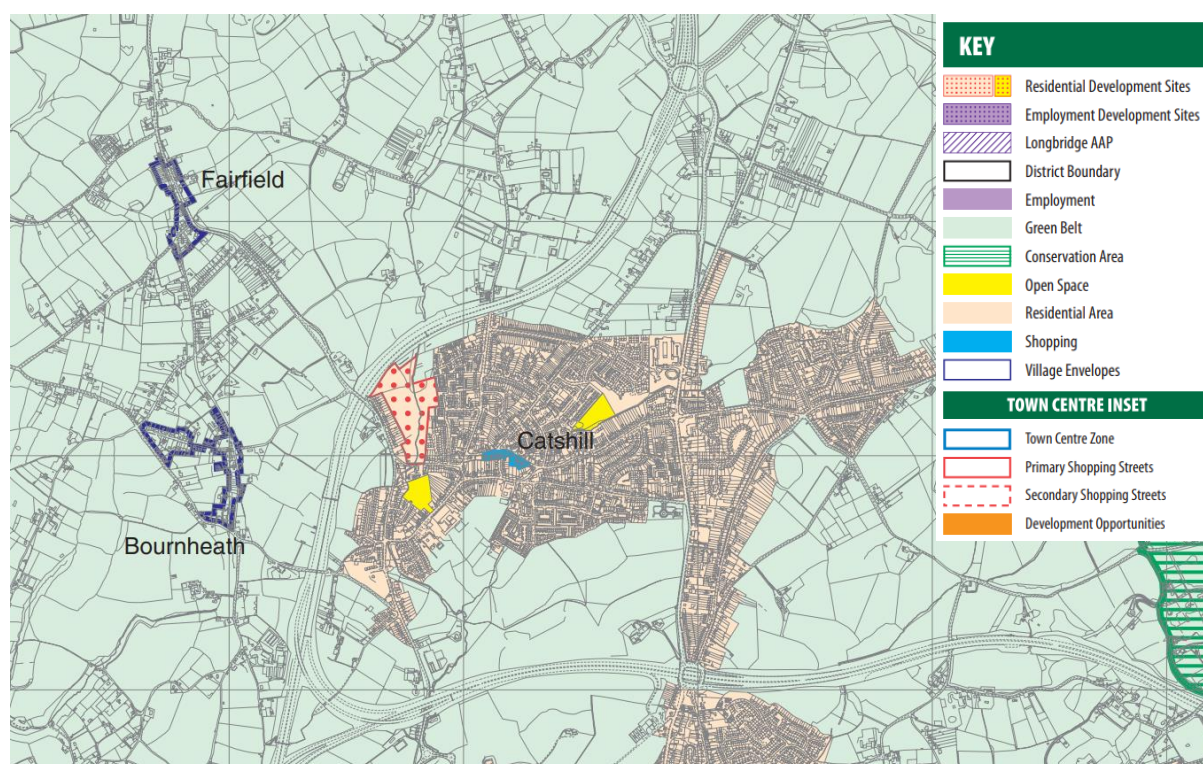 Fairfield
Catshill
Bournheath
KEY
Residential Development Sites
Employment Development Sites
Longbridge AAP
District Boundary
Employment
Green Belt
Conservation Area
Open Space
Residential Area
Shopping
Village Envelopes
TOWN CENTRE INSET
Town Centre Zone
Primary Shopping Streets
Secondary Shopping Streets
Development Opportunities